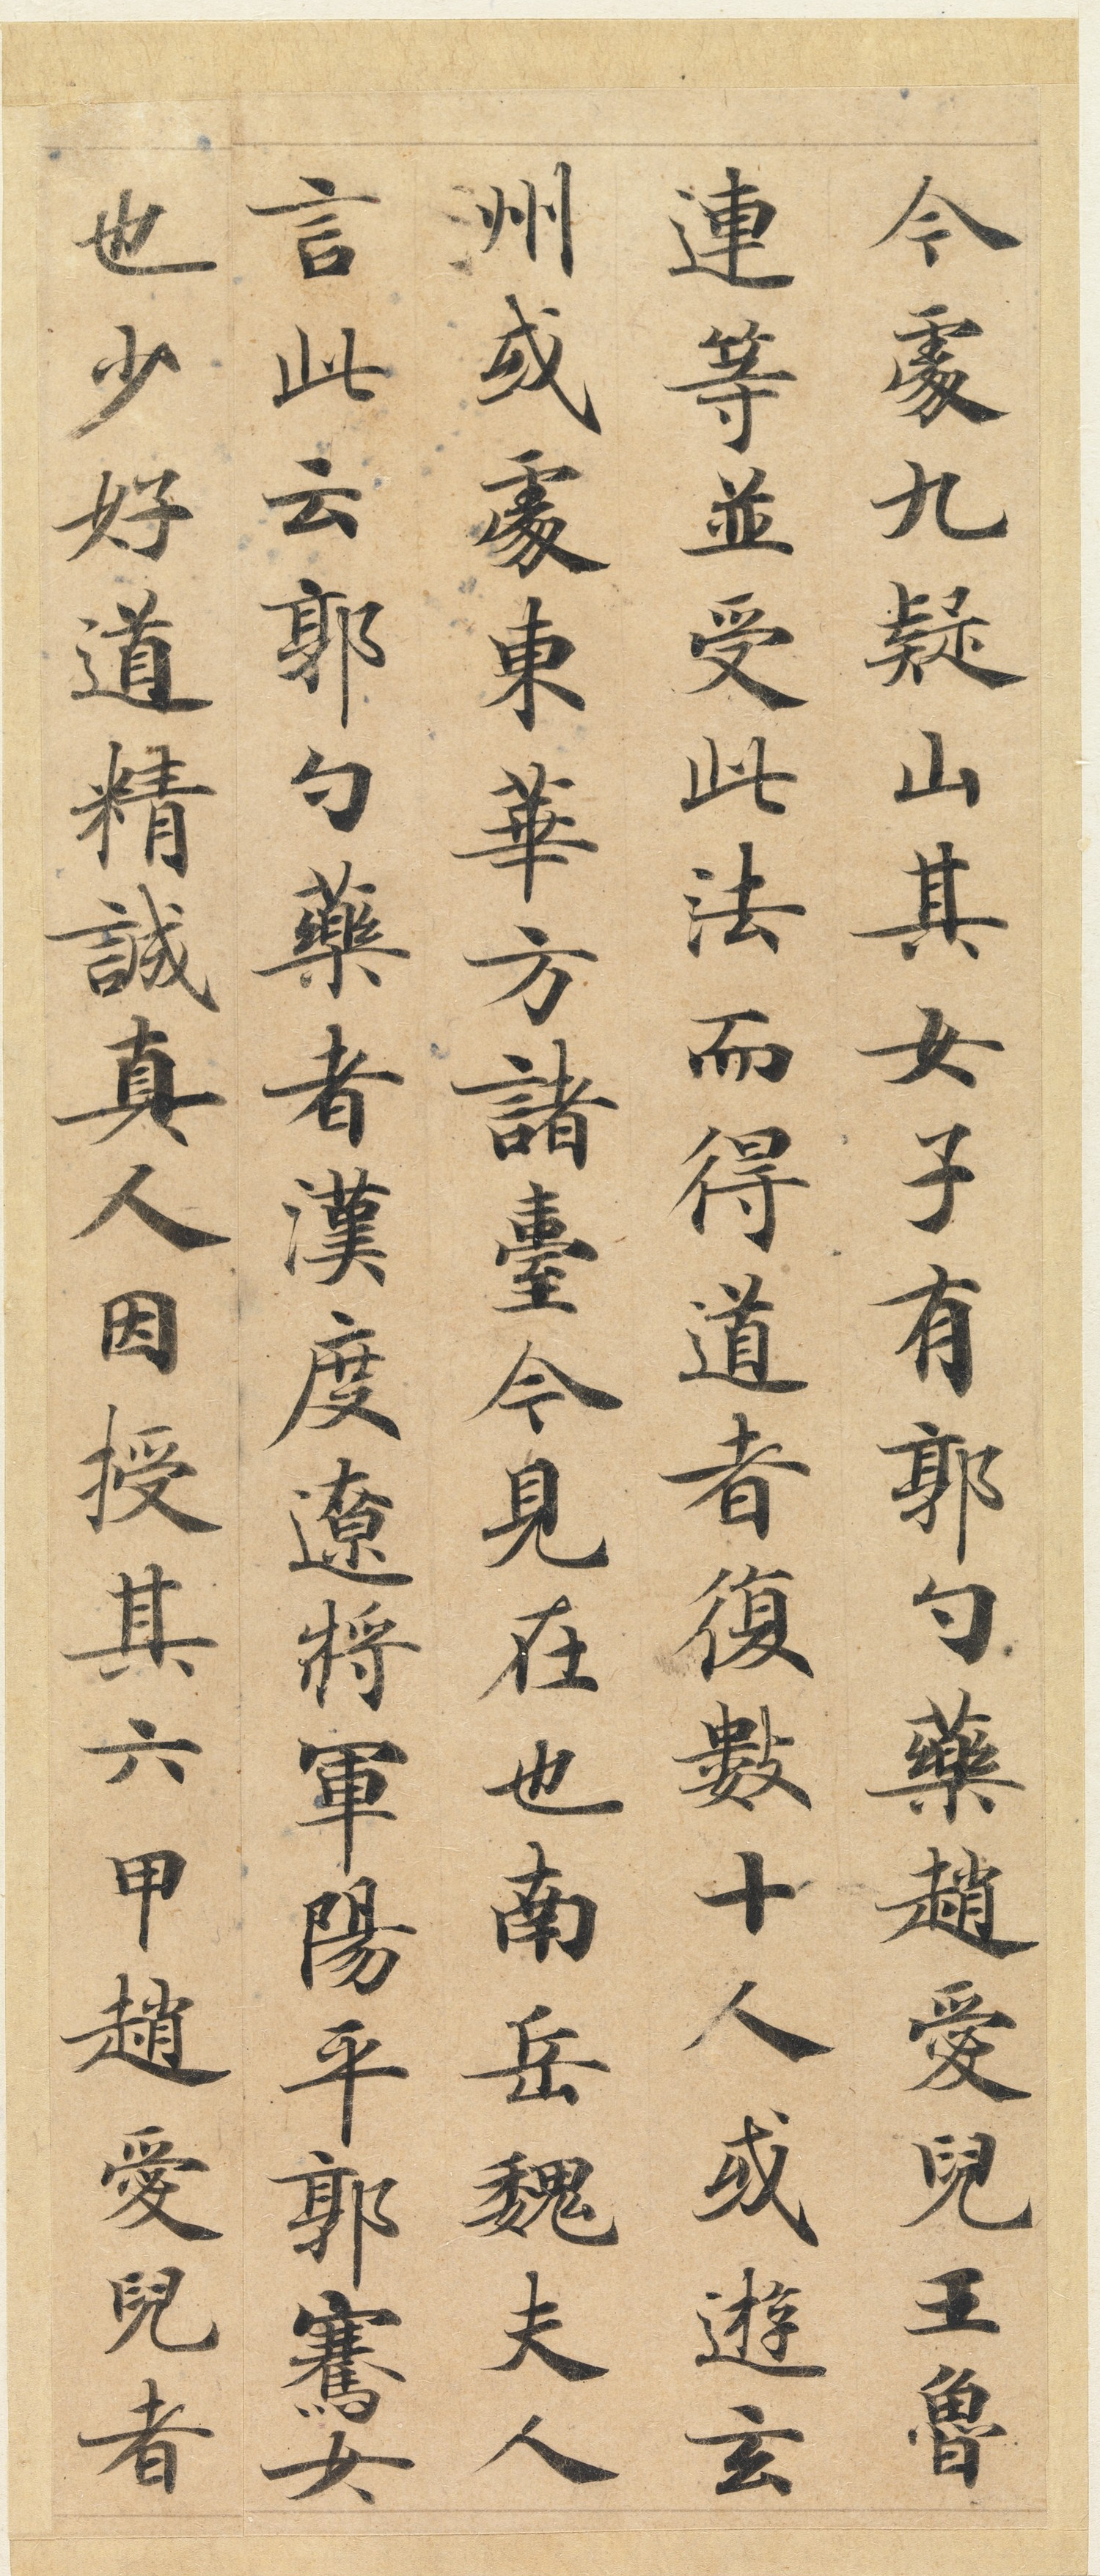 今處九疑山其女子有郭勺藥趙愛兒王魯
連等並受此法而得道者復數十人或遊玄
洲或處東華方諸臺今見在也南岳魏夫人
言此云郭勺藥者漢度遼將軍陽平郭騫女
也少好道精誠真人因授其六甲趙愛兒者